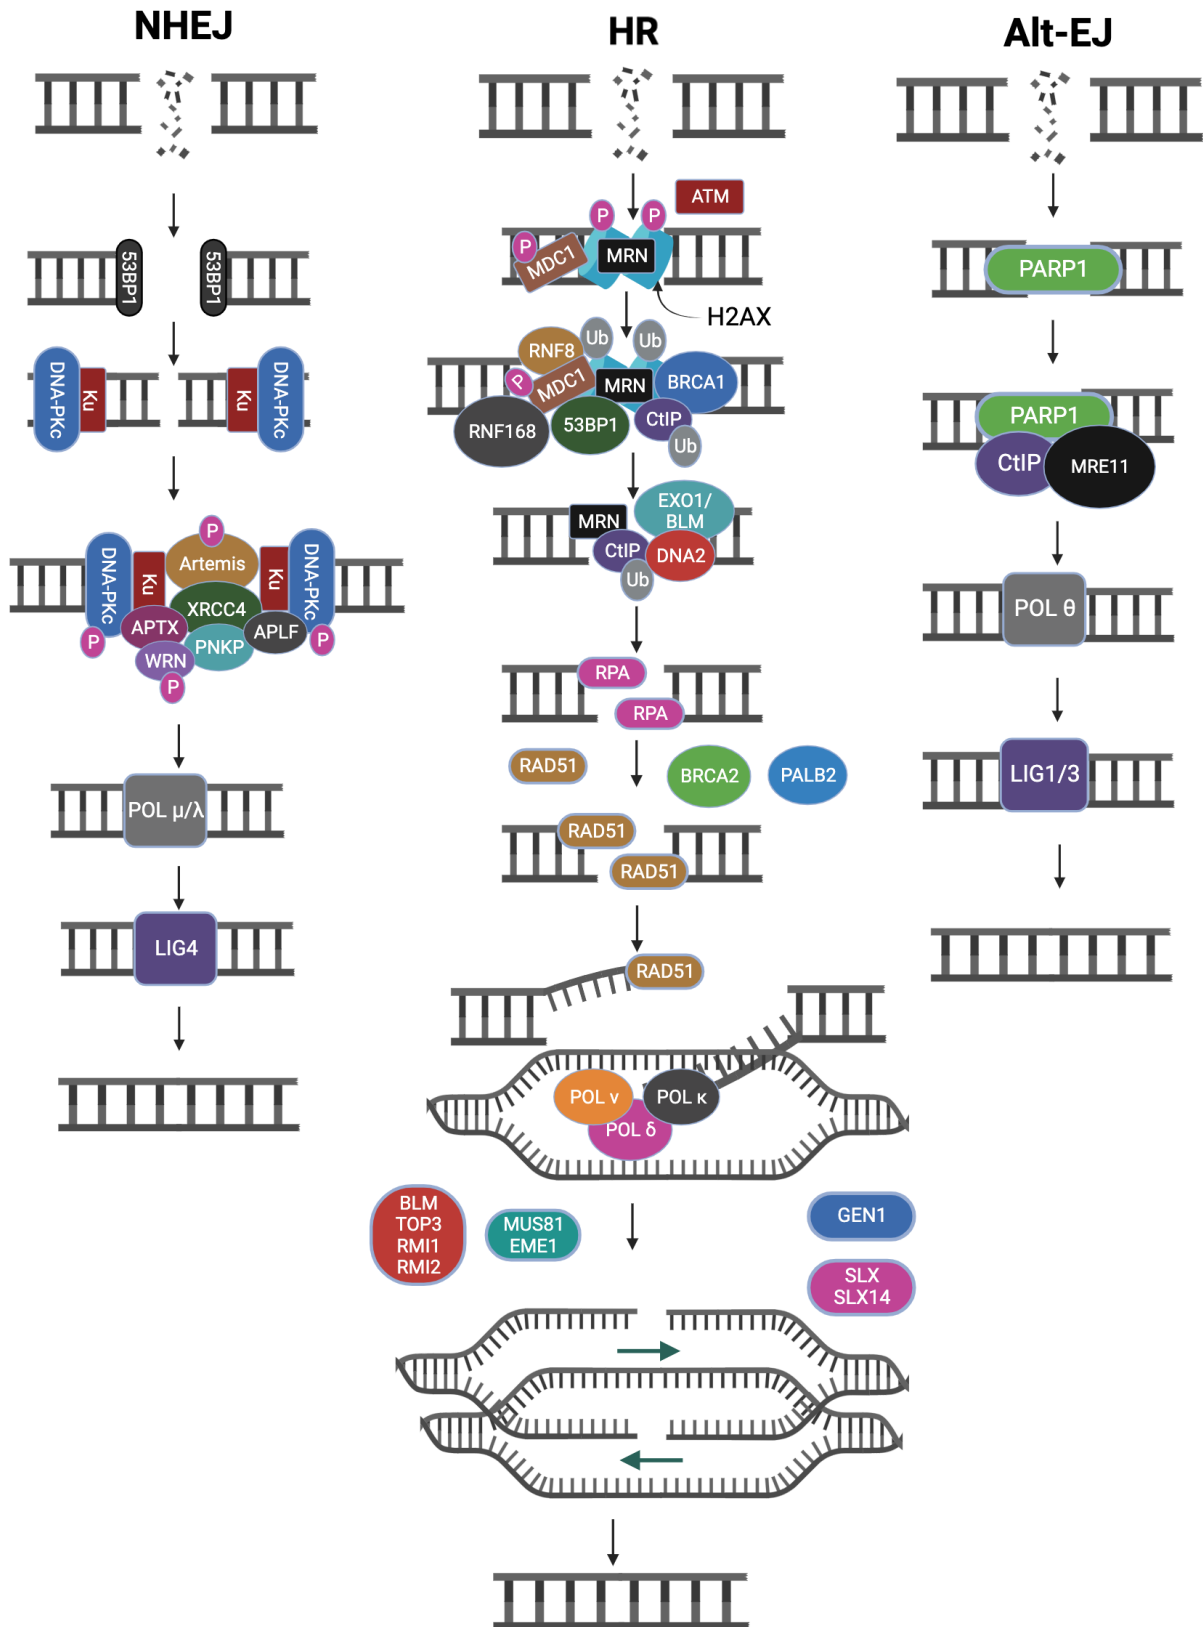 NHEJ
53BP1
53BP1
DNA-PKc
Ku
Ku
DNA-PKc
P
DNA-PKc
Ku
Artemis
Ku
DNA-PKc
XRCC4
APTX
APLF
P
PNKP
P
WRN
P
POL μ/λ
LIG4
HR
ATM
P
P
P
MDC1
MRN
H2AX
Ub
Ub
RNF8
P
MDC1
MRN
BRCA1
RNF168
53BP1
CtIP
Ub
MRN
EXO1/
BLM
CtIP
DNA2
Ub
RPA
RPA
RAD51
BRCA2
PALB2
RAD51
RAD51
RAD51
POL ν
POL κ
POL δ
BLM
TOP3
RMI1
RMI2
MUS81
EME1
GEN1
SLX
SLX14
Alt-EJ
PARP1
PARP1
CtIP
MRE11
POL θ
LIG1/3